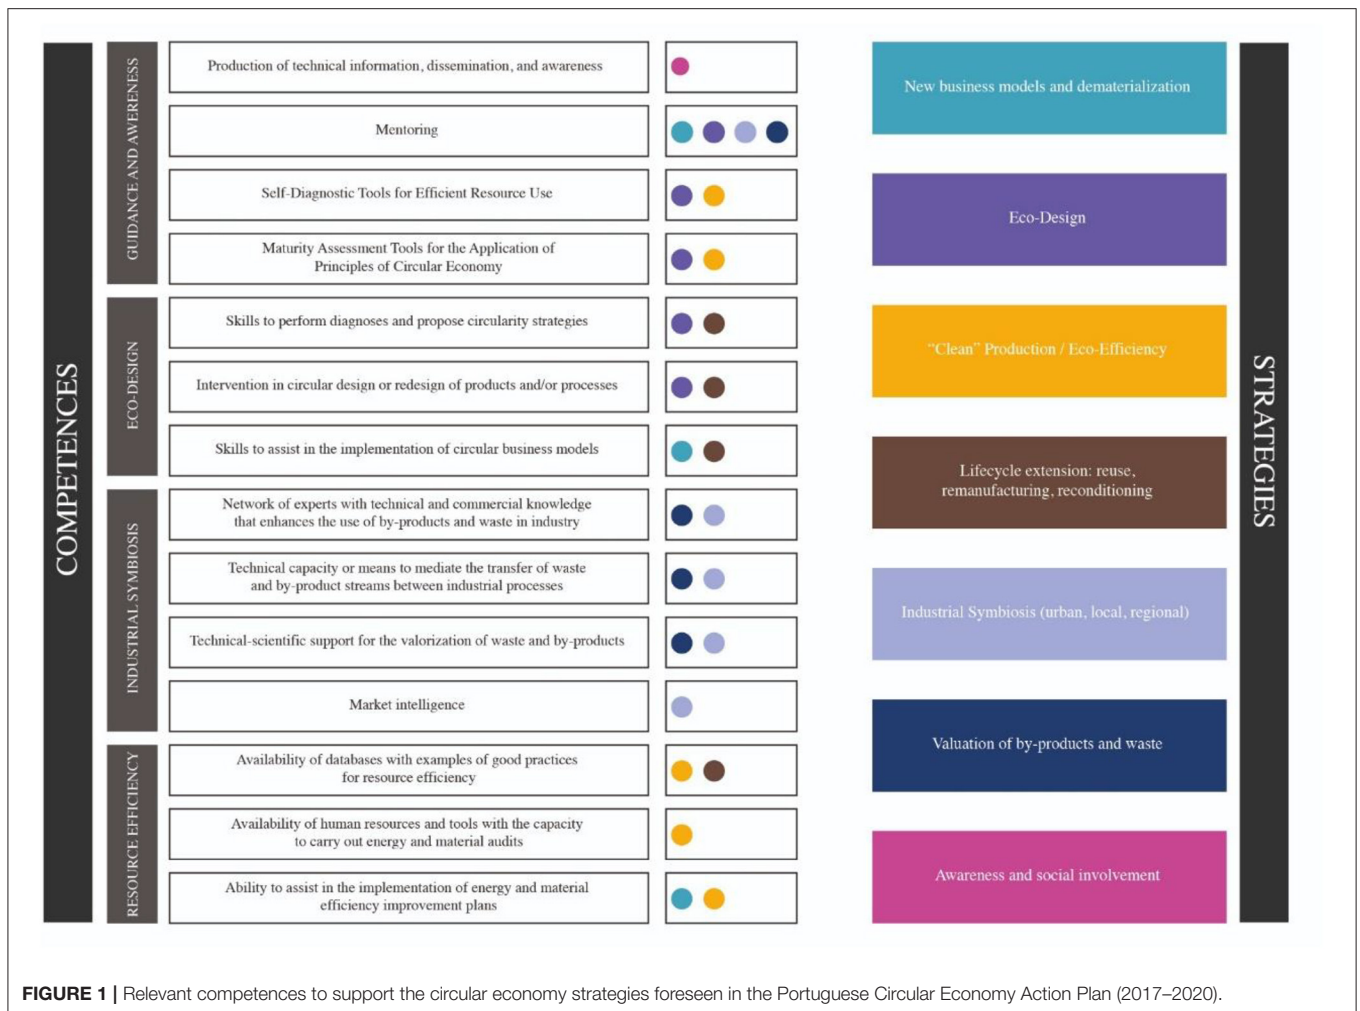 COMPETENCES
GUIDANCE AND AWERENESS
Production of technical information, dissemination, and awareness
Mentoring
Self-Diagnostic Tools for Efficient Resource Use
Maturity Assessment Tools for the Application of
Principles of Circular Economy
ECO-DESIGN
Skills to perform diagnoses and propose circularity strategies
Intervention in circular design or redesign of products and/or processes
Skills to assist in the implementation of circular business models
INDUSTRIAL SYMBIOSIS
Network of experts with technical and commercial knowledge
that enhances the use of by-products and waste in industry
Technical capacity or means to mediate the transfer of waste
and by-product streams between industrial processes
Technical-scientific support for the valorization of waste and by-products
Market intelligence
RESOURCE EFFICIENCY
Availability of databases with examples of good practices
for resource efficiency
Availability of human resources and tools with the capacity
to carry out energy and material audits
Ability to assist in the implementation of energy and material
efficiency improvement plans
New business models and dematerialization
Eco-Design
“Clean” Production / Eco-Efficiency
Lifecycle extension: reuse,
remanufacturing, reconditioning
Industrial Symbiosis (urban, local, regional)
Valuation of by-products and waste
Awareness and social involvement
STRATEGIES
FIGURE 1 | Relevant competences to support the circular economy strategies foreseen in the Portuguese Circular Economy Action Plan (2017–2020).